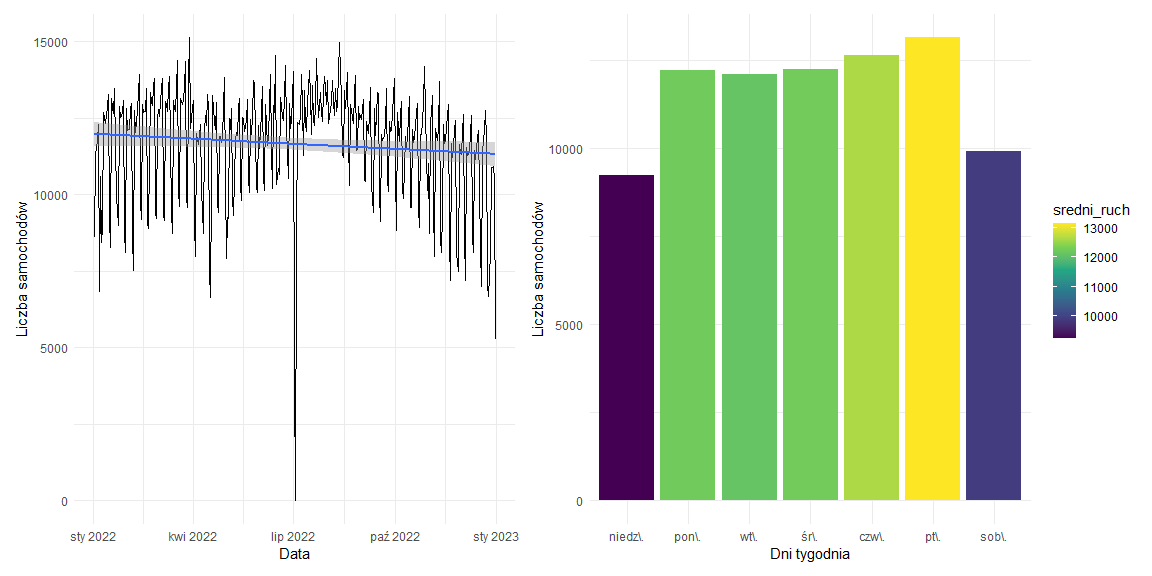 Liczba samochodów
15000
10000
5000
0
sty 2022
kwi 2022
lip 2022
paź 2022
sty 2023
Data
Liczba samochodów
10000
5000
0
niedz\.
pon\.
wt\.
śr\.
czw\.
pt\.
sob\.
Dni tygodnia
sredni_ruch
13000
12000
11000
10000